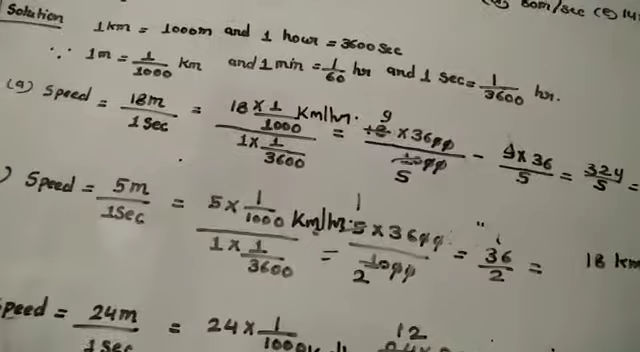 (d) 80m/sec (e) 14
Solution
1km = 1000m and 1 hour = 3600 sec
∵ 1m = 1/1000 km and 1 min = 1/60 hr and 1 sec = 1/3600 hr.
(a) Speed = 18m/1sec = (18 × 1/1000)/(1 × 1/3600) Km/hr. = (18 9 × 3600)/(1000 5) - (9 × 36)/5 = 324/5 =
) Speed = 5m/1sec = (5 × 1/1000)/(1 × 1/3600) Km/hr. = (5 1 × 3600)/(1000 2) = 36/2 = 18 km
peed = 24m/1sec = 24 × 1/1000 12